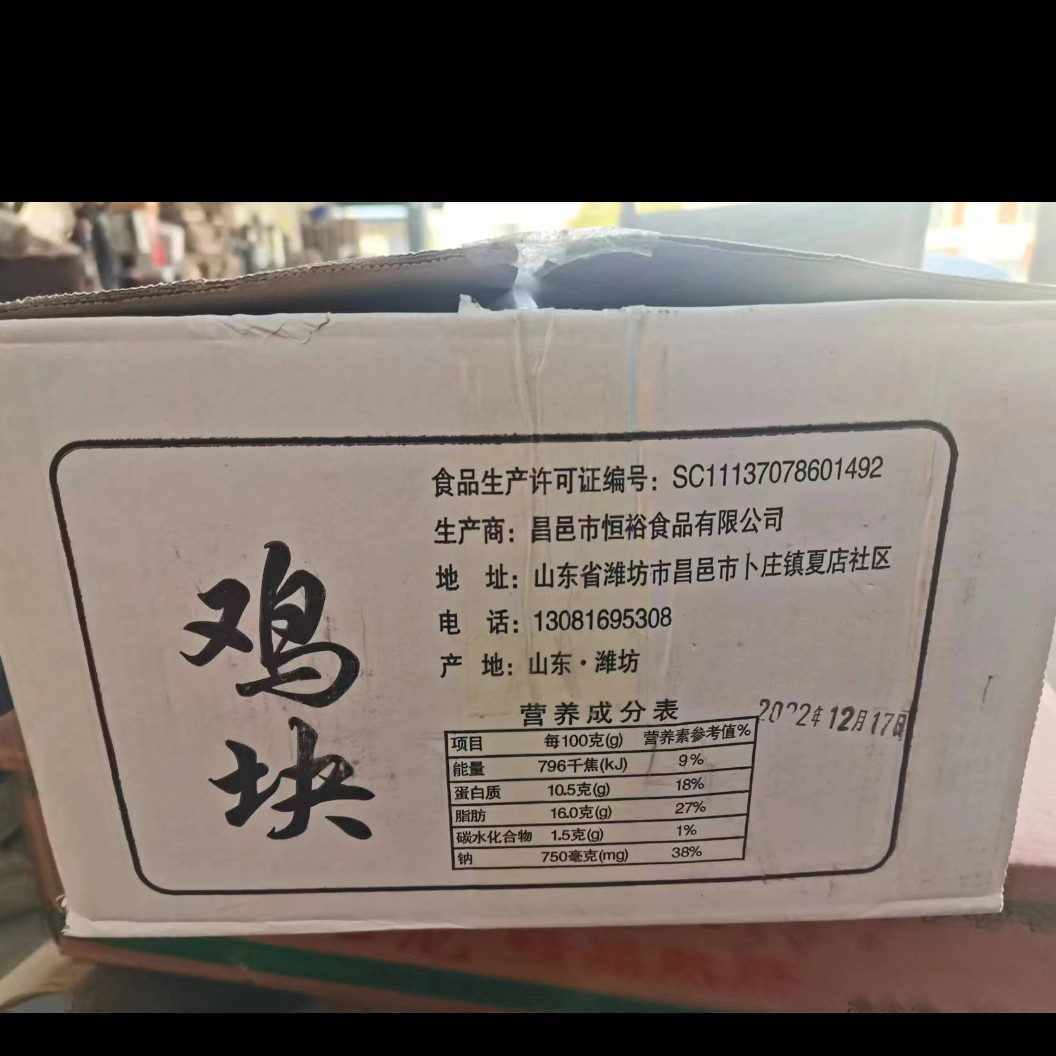 鸡块
食品生产许可证编号：SC11137078601492
生产商：昌邑市恒裕食品有限公司
地 址：山东省潍坊市昌邑市卜庄镇夏店社区
电 话：13081695308
产 地：山东·潍坊
营养成分表
项目 每100克(g) 营养素参考值%
能量 796千焦(kJ) 9%
蛋白质 10.5克(g) 18%
脂肪 16.0克(g) 27%
碳水化合物 1.5克(g) 1%
钠 750毫克(mg) 38%
2022年12月17日